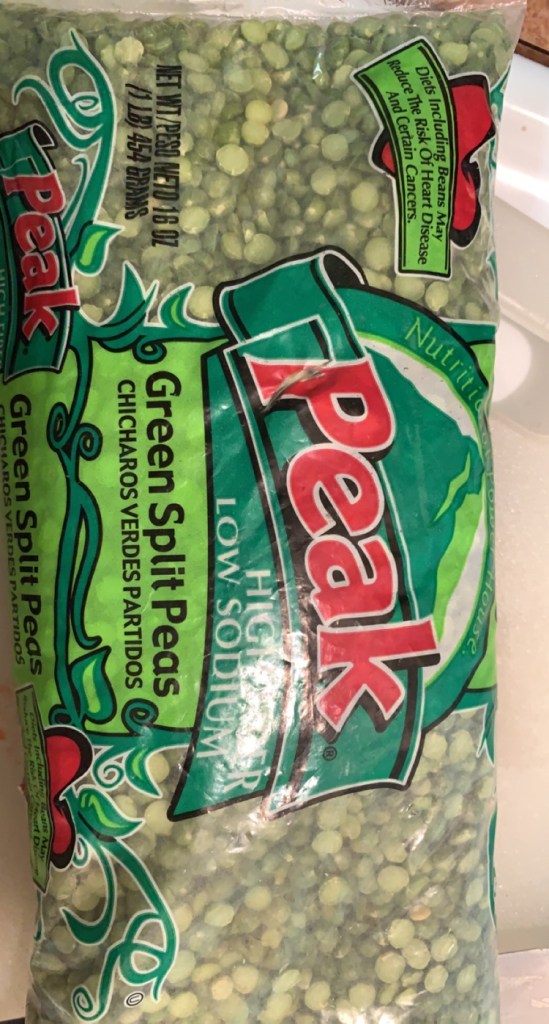 Diets Including Beans May
Reduce The Risk Of Heart Disease
And Certain Cancers.
NET WT/PESO NETO 16 OZ
(1 LB) 454 GRAMS
Peak®
HIGH
LOW SODIUM
Green Split Peas
CHICHAROS VERDES PARTIDOS
House.
Peak®
HIGH
Green Split Peas
CHICHAROS VERDES PARTIDOS